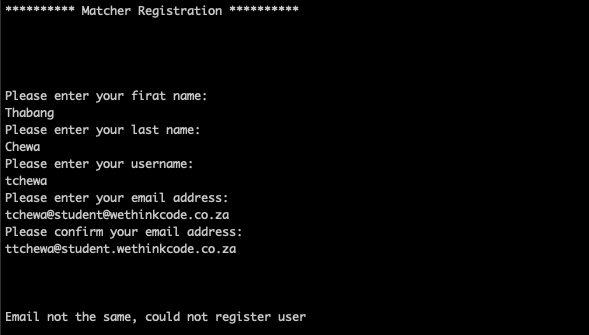 ********** Matcher Registration **********
Please enter your firat name:
Thabang
Please enter your last name:
Chewa
Please enter your username:
tchewa
Please enter your email address:
tchewa@student@wethinkcode.co.za
Please confirm your email address:
ttchewa@student.wethinkcode.co.za
Email not the same, could not register user